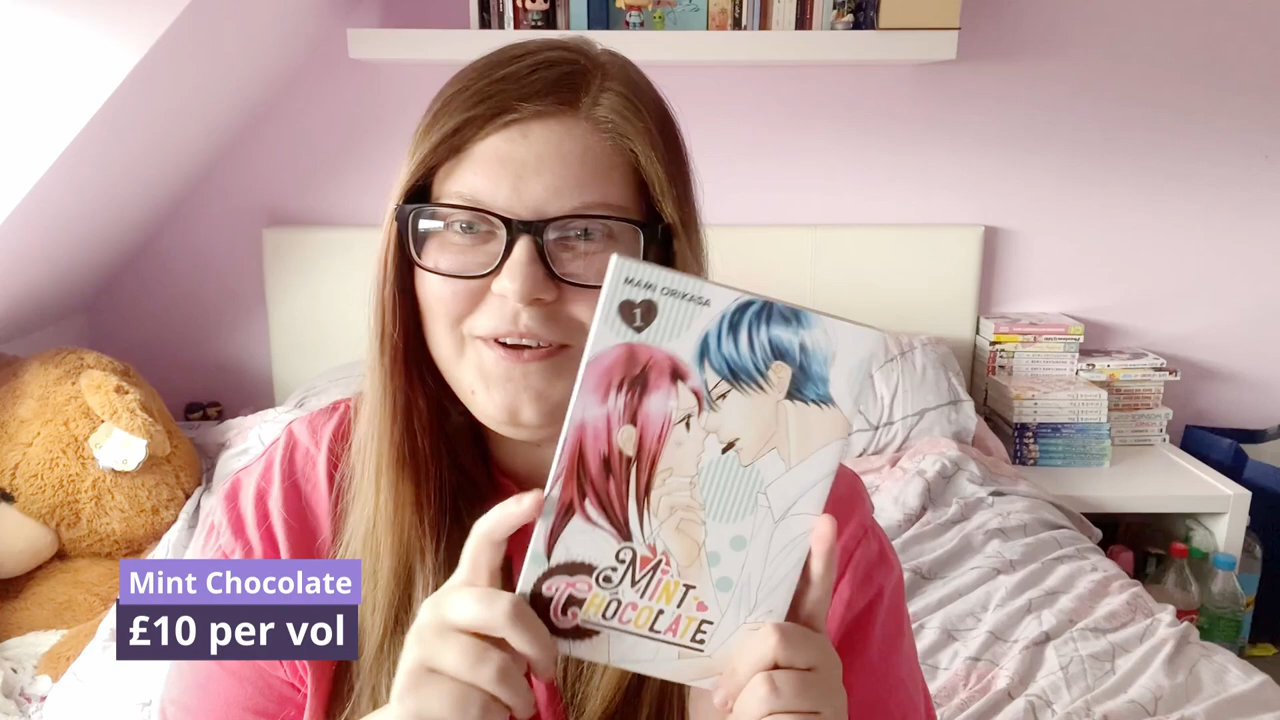 MAMI ORIKASA
1
MINT
CHOCOLATE
Mint Chocolate
£10 per vol